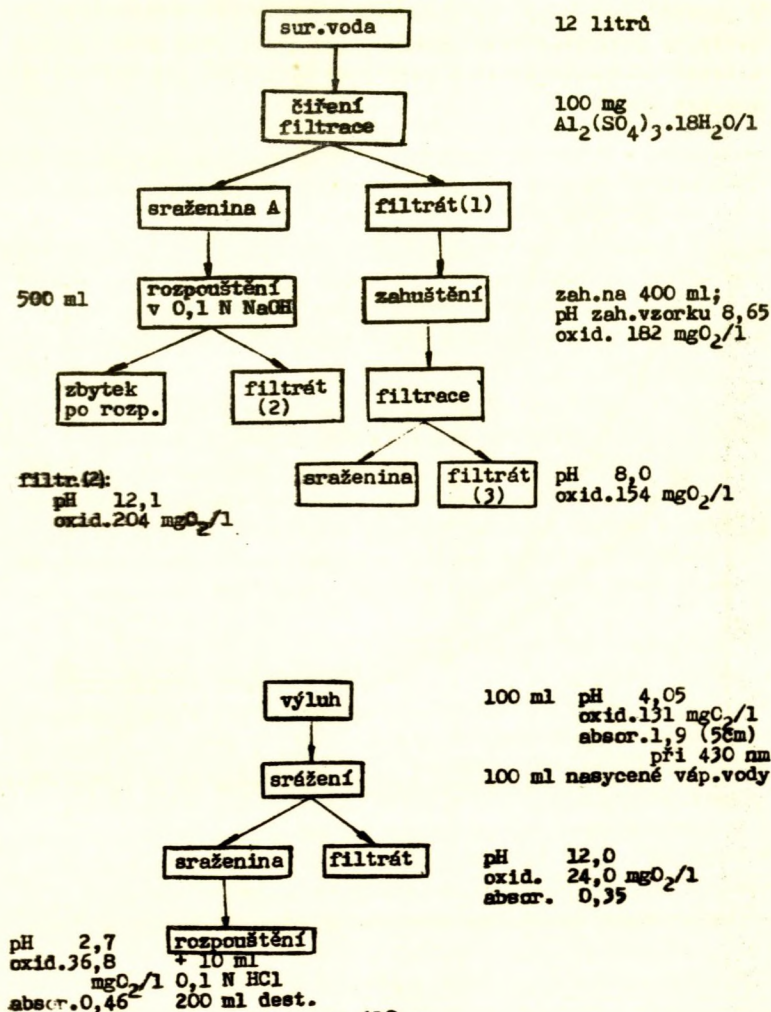 sur.voda
12 litrů
čiření
filtrace
100 mg
Al2(SO4)3.18H2O/l
sraženina A
filtrát(1)
500 ml
rozpouštění
v 0,1 N NaOH
zahuštění
zah.na 400 ml;
pH zah.vzorku 8,65
oxid. 182 mgO2/l
zbytek
po rozp.
filtrát
(2)
filtrace
filtr.(2):
pH 12,1
oxid.204 mgO2/l
sraženina
filtrát
(3)
pH 8,0
oxid.154 mgO2/l
výluh
100 ml pH 4,05
oxid.131 mgO2/l
absor.1,9 (5cm)
při 430 nm
srážení
100 ml nasycené váp.vody
sraženina
filtrát
pH 12,0
oxid. 24,0 mgO2/l
absor. 0,35
rozpouštění
+ 10 ml
0,1 N HCl
200 ml dest.
pH 2,7
oxid.36,8
mgO2/l
absor.0,46